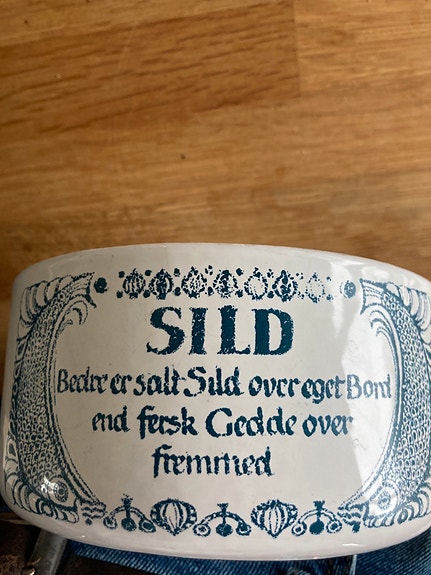 SILD
Bedre er salt Sild over eget Bord
end fersk Gedde over
fremmed